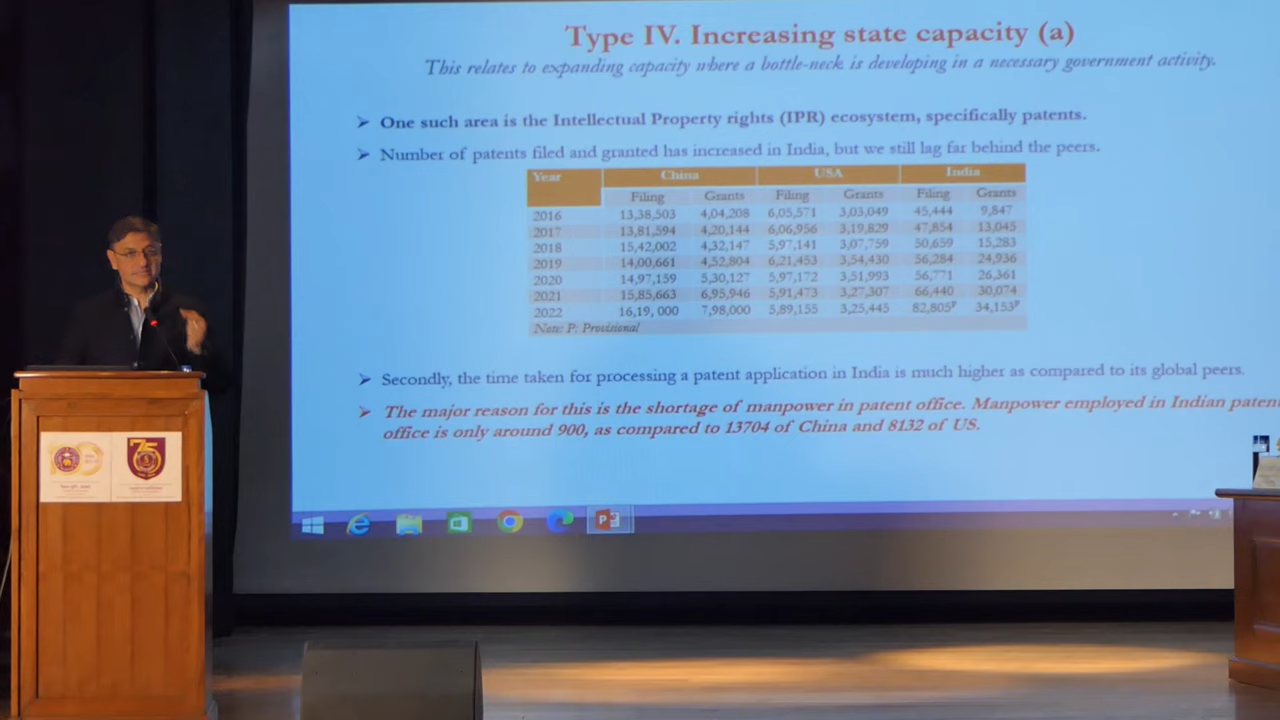 Type IV. Increasing state capacity (a)
This relates to expanding capacity where a bottle-neck is developing in a necessary government activity.
➢ One such area is the Intellectual Property rights (IPR) ecosystem, specifically patents.
➢ Number of patents filed and granted has increased in India, but we still lag far behind the peers.
Year China USA India
Filing Grants Filing Grants Filing Grants
2016 13,38,503 4,04,208 6,05,571 3,03,049 45,444 9,847
2017 13,81,594 4,20,144 6,06,956 3,19,829 47,854 13,045
2018 15,42,002 4,32,147 5,97,141 3,07,759 50,659 15,283
2019 14,00,661 4,52,804 6,21,453 3,54,430 56,284 24,936
2020 14,97,159 5,30,127 5,97,172 3,51,993 56,771 26,361
2021 15,85,663 6,95,946 5,91,473 3,27,307 66,440 30,074
2022 16,19, 000 7,98,000 5,89,155 3,25,445 82,805ᴾ 34,153ᴾ
Note: P: Provisional
➢ Secondly, the time taken for processing a patent application in India is much higher as compared to its global peers.
➢ The major reason for this is the shortage of manpower in patent office. Manpower employed in Indian paten
office is only around 900, as compared to 13704 of China and 8132 of US.
75